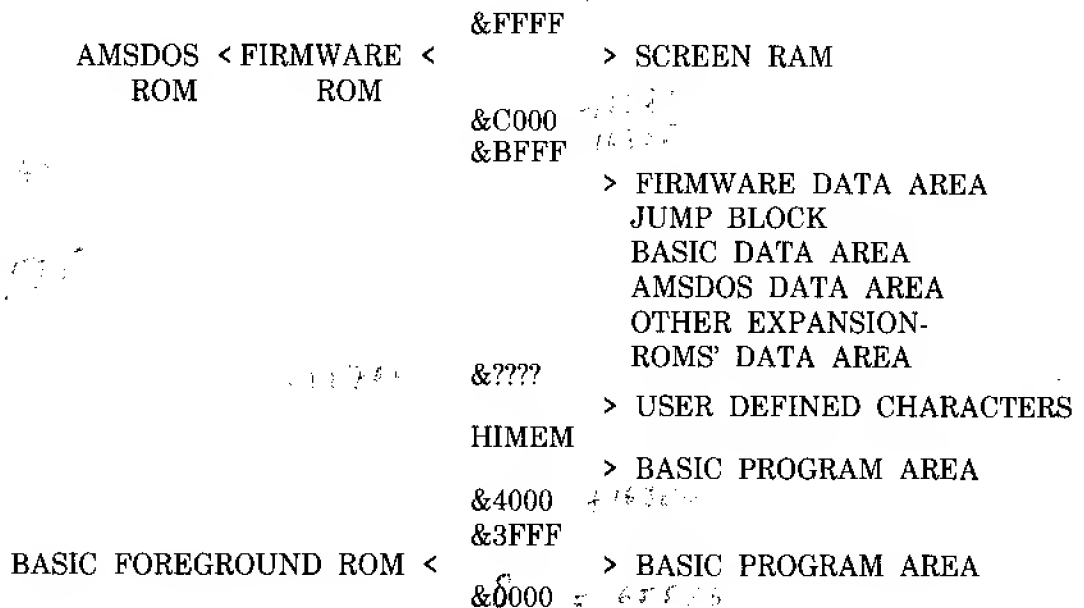 &FFFF
AMSDOS < FIRMWARE < > SCREEN RAM
ROM ROM
&C000
&BFFF
> FIRMWARE DATA AREA
JUMP BLOCK
BASIC DATA AREA
AMSDOS DATA AREA
OTHER EXPANSION-
ROMS' DATA AREA
&????
> USER DEFINED CHARACTERS
HIMEM
> BASIC PROGRAM AREA
&4000
&3FFF
BASIC FOREGROUND ROM < > BASIC PROGRAM AREA
&0000